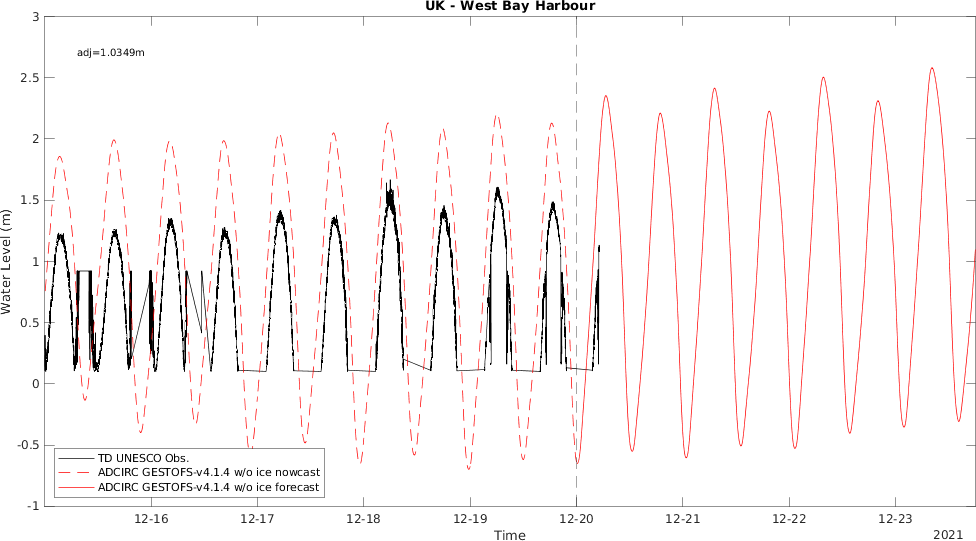 UK - West Bay Harbour
adj=1.0349m
Water Level (m)
3
2.5
2
1.5
1
0.5
0
-0.5
-1
TD UNESCO Obs.
ADCIRC GESTOFS-v4.1.4 w/o ice nowcast
ADCIRC GESTOFS-v4.1.4 w/o ice forecast
12-16 12-17 12-18 12-19 12-20 12-21 12-22 12-23
Time
2021